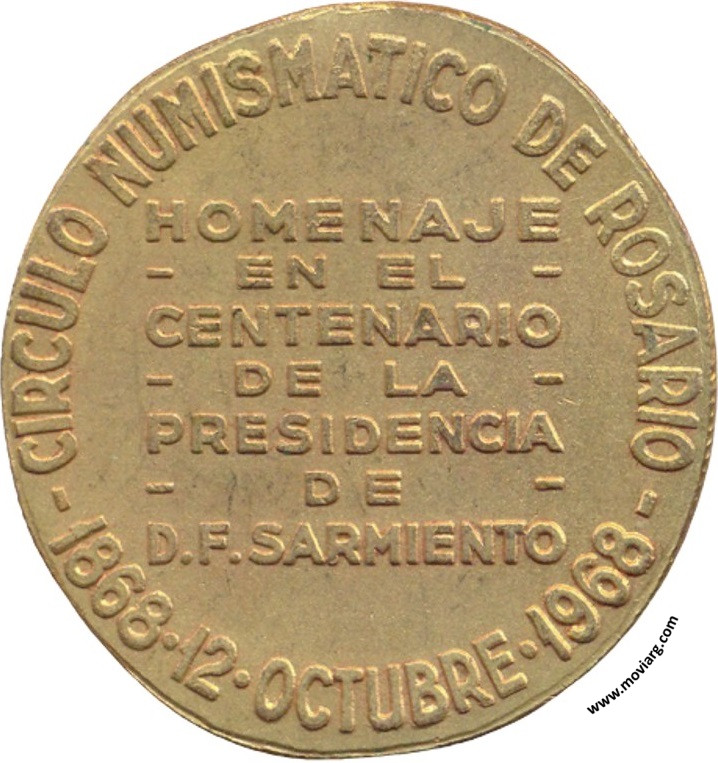 CIRCULO NUMISMATICO DE ROSARIO
HOMENAJE
- EN EL -
CENTENARIO
- DE LA -
PRESIDENCIA
- DE -
D.F.SARMIENTO
- 1868·12·OCTUBRE·1968 -
www.moviarg.com